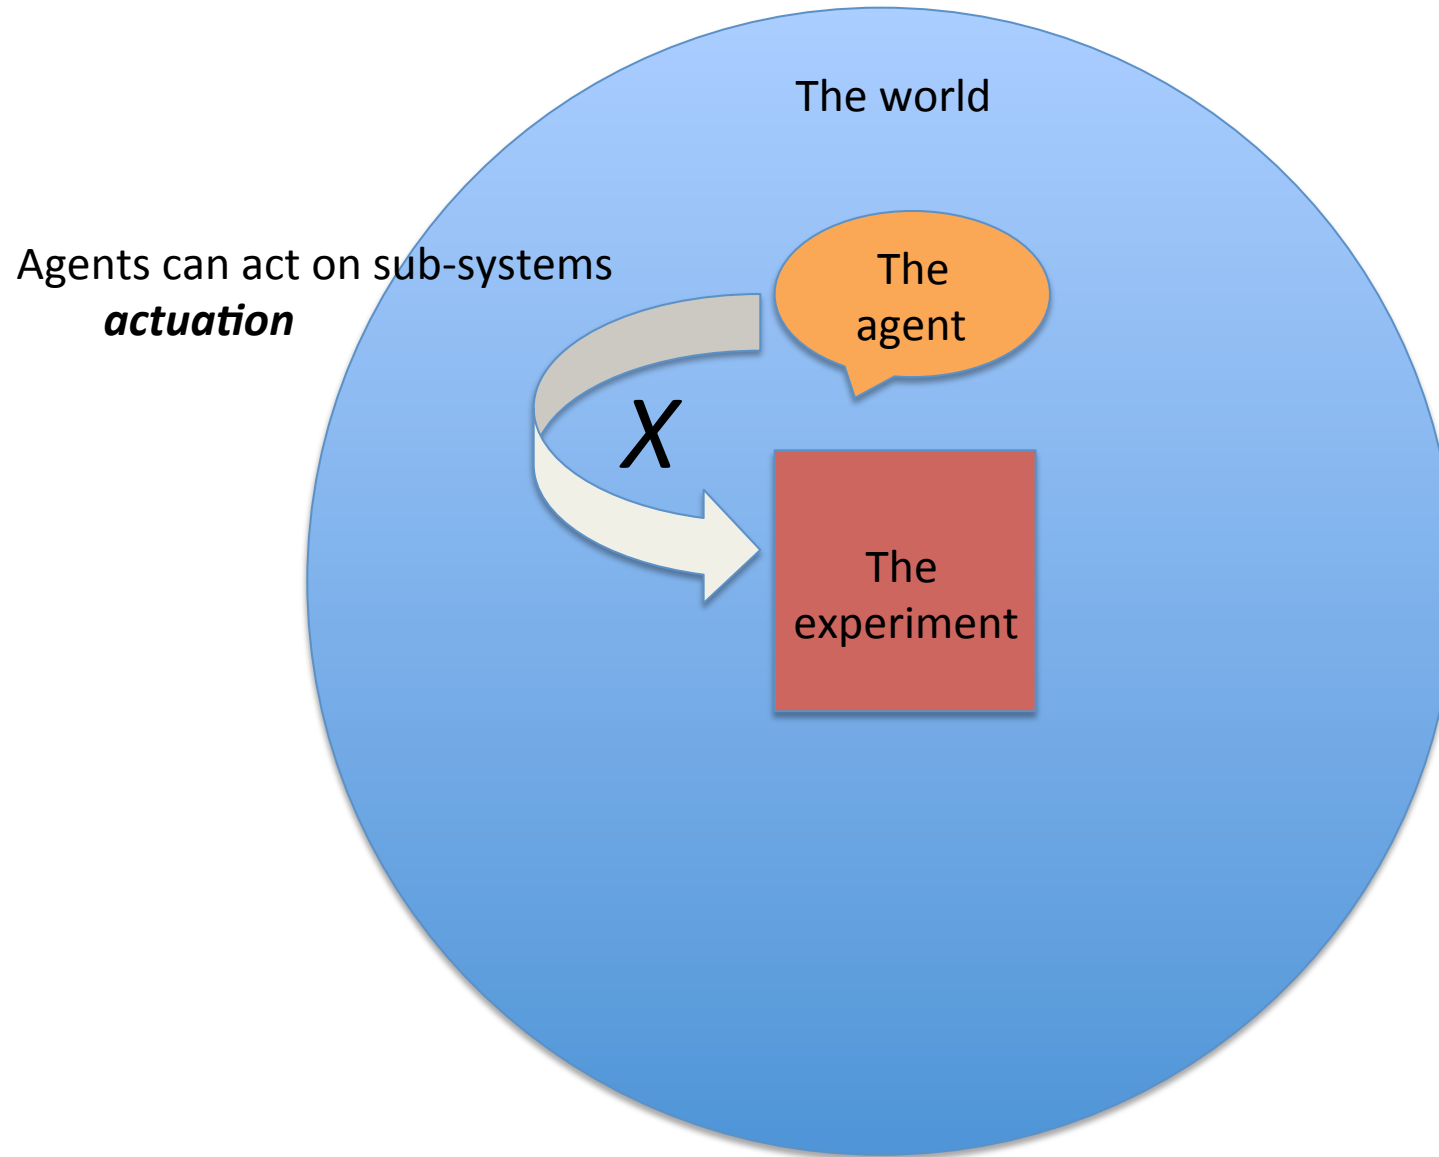 The world
Agents can act on sub-systems
actuation
The
agent
X
The
experiment